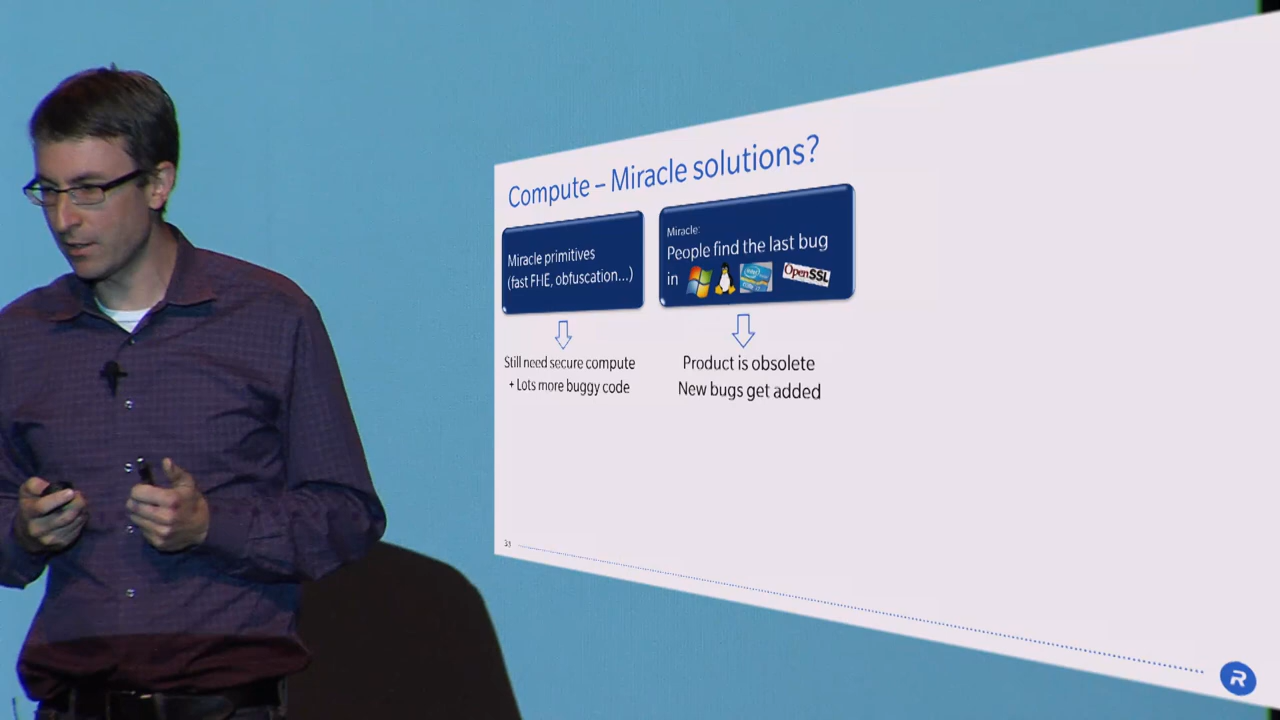 Compute – Miracle solutions?
Miracle primitives
(fast FHE, obfuscation...)
Still need secure compute
+ Lots more buggy code
Miracle:
People find the last bug
in
OpenSSL
Product is obsolete
New bugs get added
R